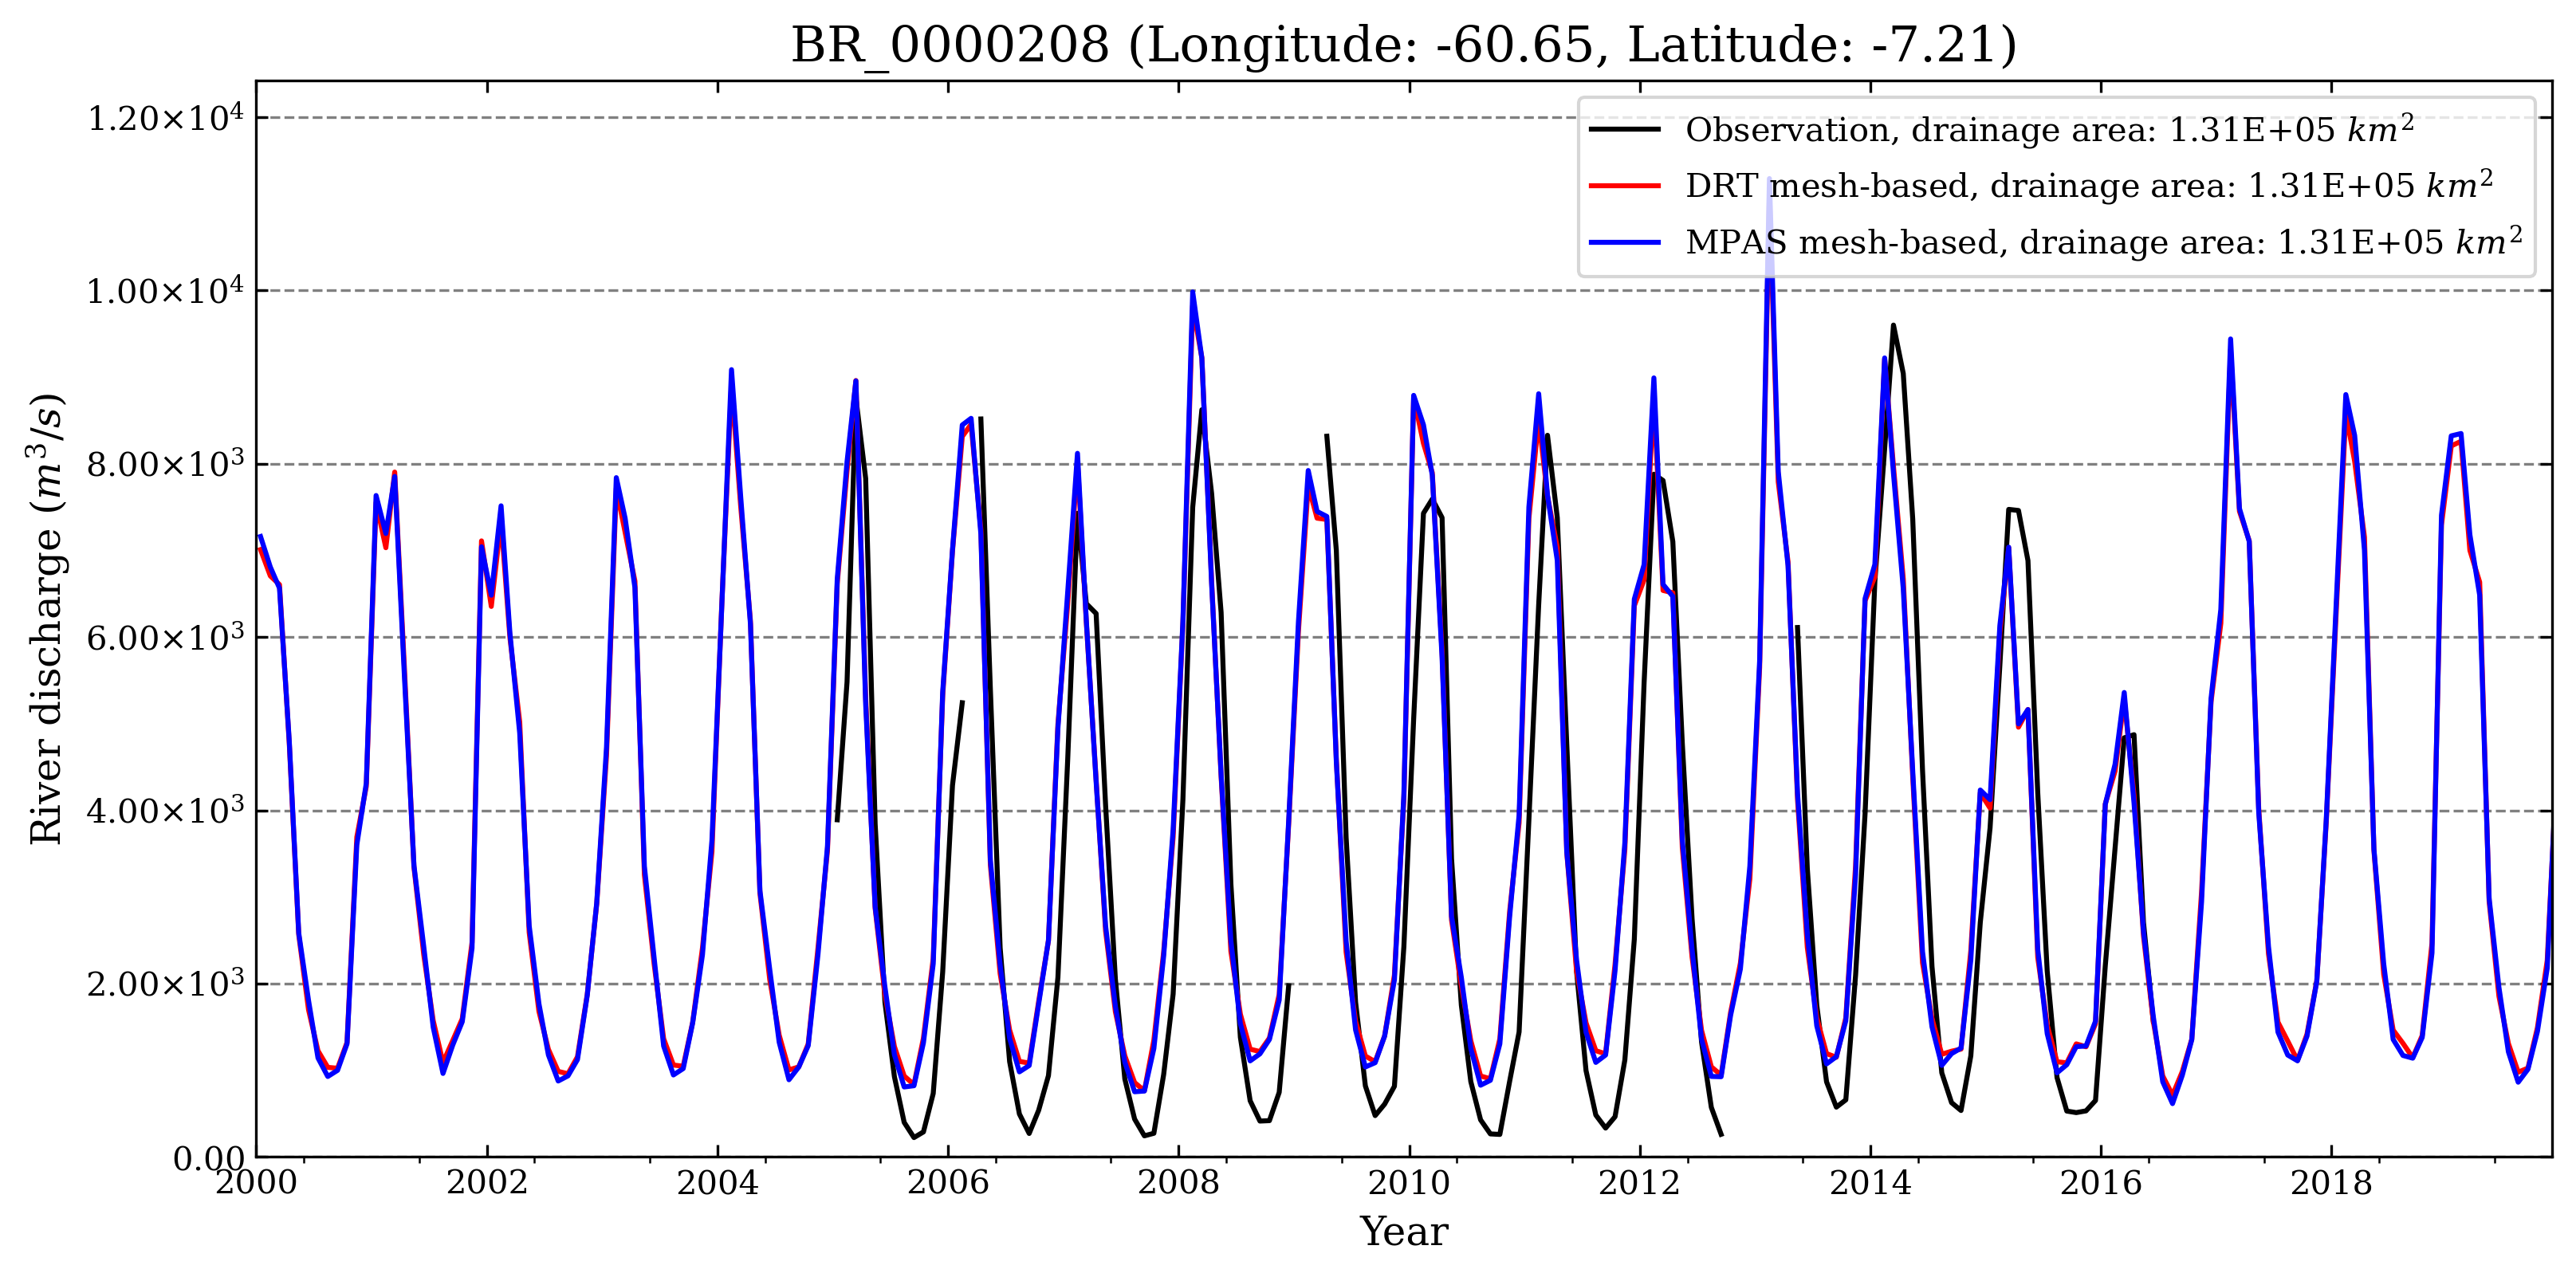 BR_0000208 (Longitude: -60.65, Latitude: -7.21)
1.20×10⁴
1.00×10⁴
8.00×10³
6.00×10³
4.00×10³
2.00×10³
0.00
River discharge (m³/s)
Observation, drainage area: 1.31E+05 km²
DRT mesh-based, drainage area: 1.31E+05 km²
MPAS mesh-based, drainage area: 1.31E+05 km²
2000 2002 2004 2006 2008 2010 2012 2014 2016 2018
Year